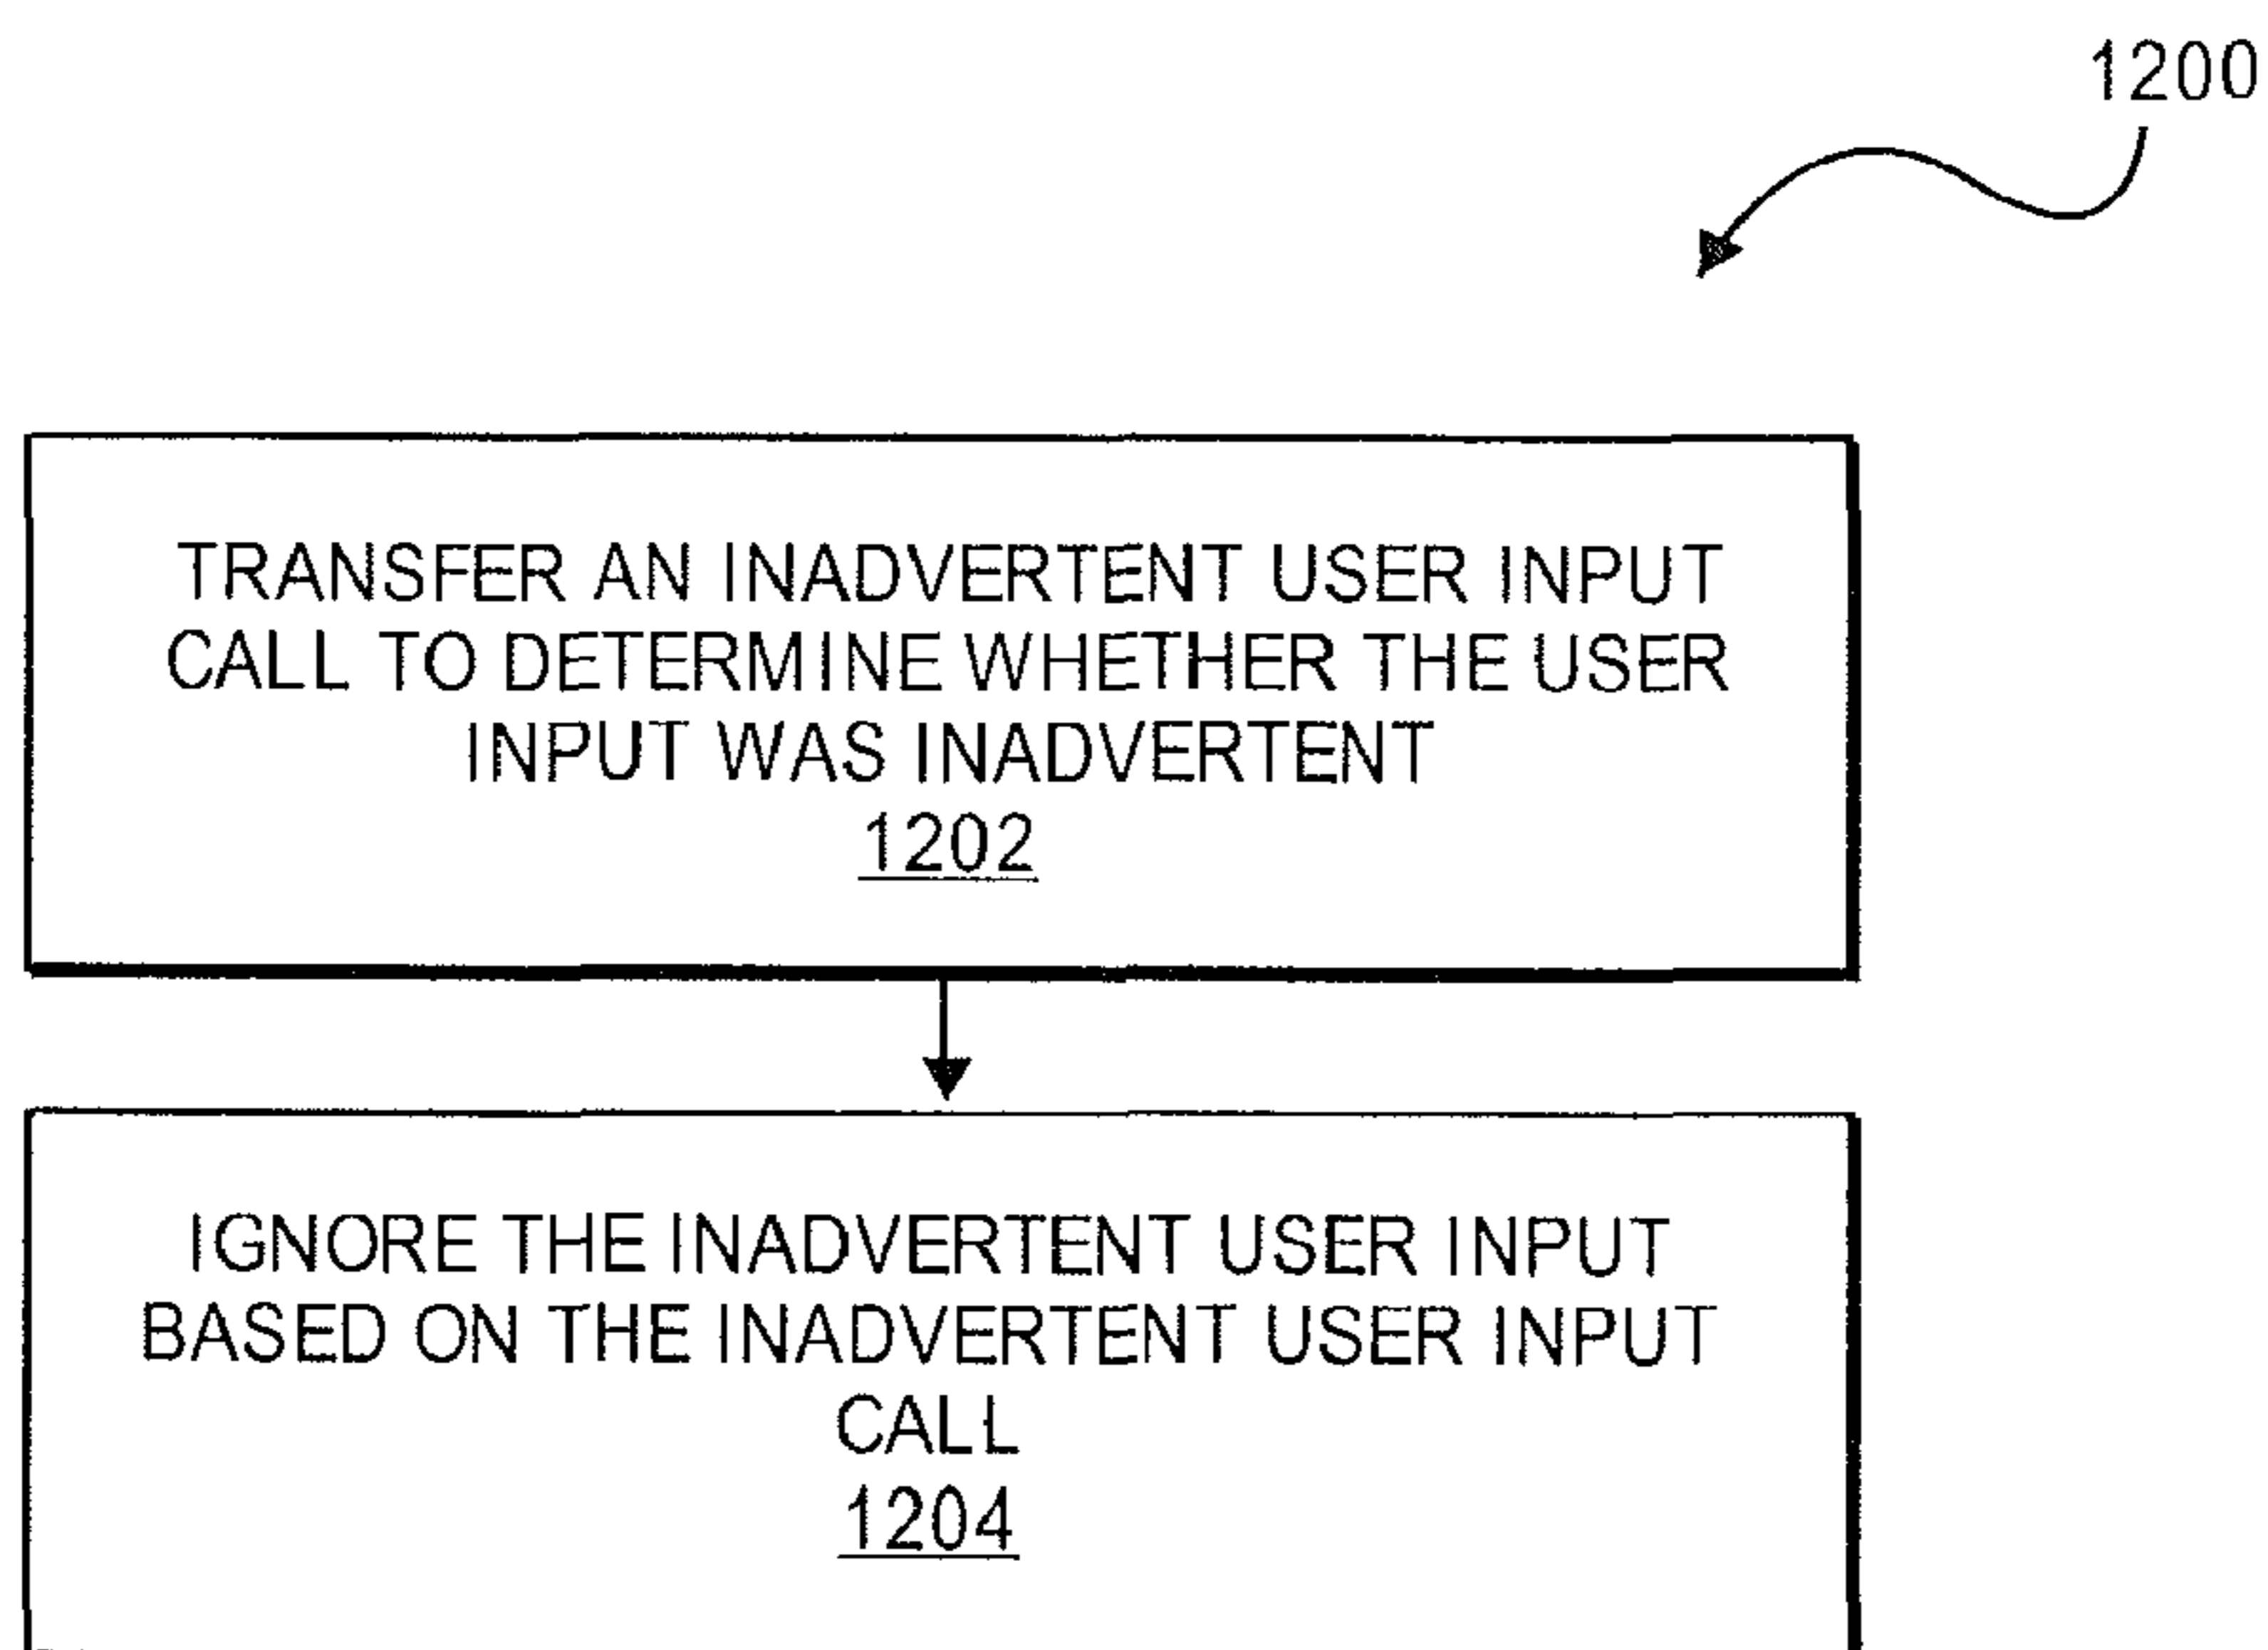 1200
TRANSFER AN INADVERTENT USER INPUT
CALL TO DETERMINE WHETHER THE USER
INPUT WAS INADVERTENT
1202
IGNORE THE INADVERTENT USER INPUT
BASED ON THE INADVERTENT USER INPUT
CALL
1204